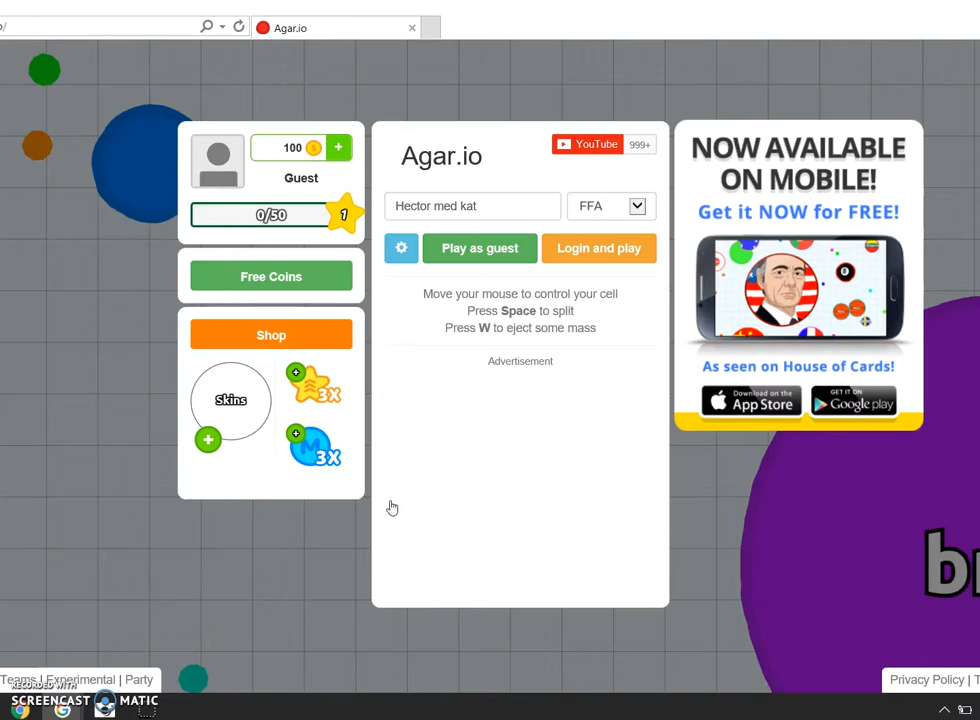 o/
Agar.io
100
Guest
0/50
1
Free Coins
Shop
Skins
3X
M
3X
Agar.io
YouTube 999+
Hector med kat
FFA
Play as guest
Login and play
Move your mouse to control your cell
Press Space to split
Press W to eject some mass
Advertisement
NOW AVAILABLE
ON MOBILE!
Get it NOW for FREE!
8
As seen on House of Cards!
Download on the
App Store
GET IT ON
Google play
Teams | Experimental | Party
Privacy Policy | T
RECORDED WITH
SCREENCAST MATIC